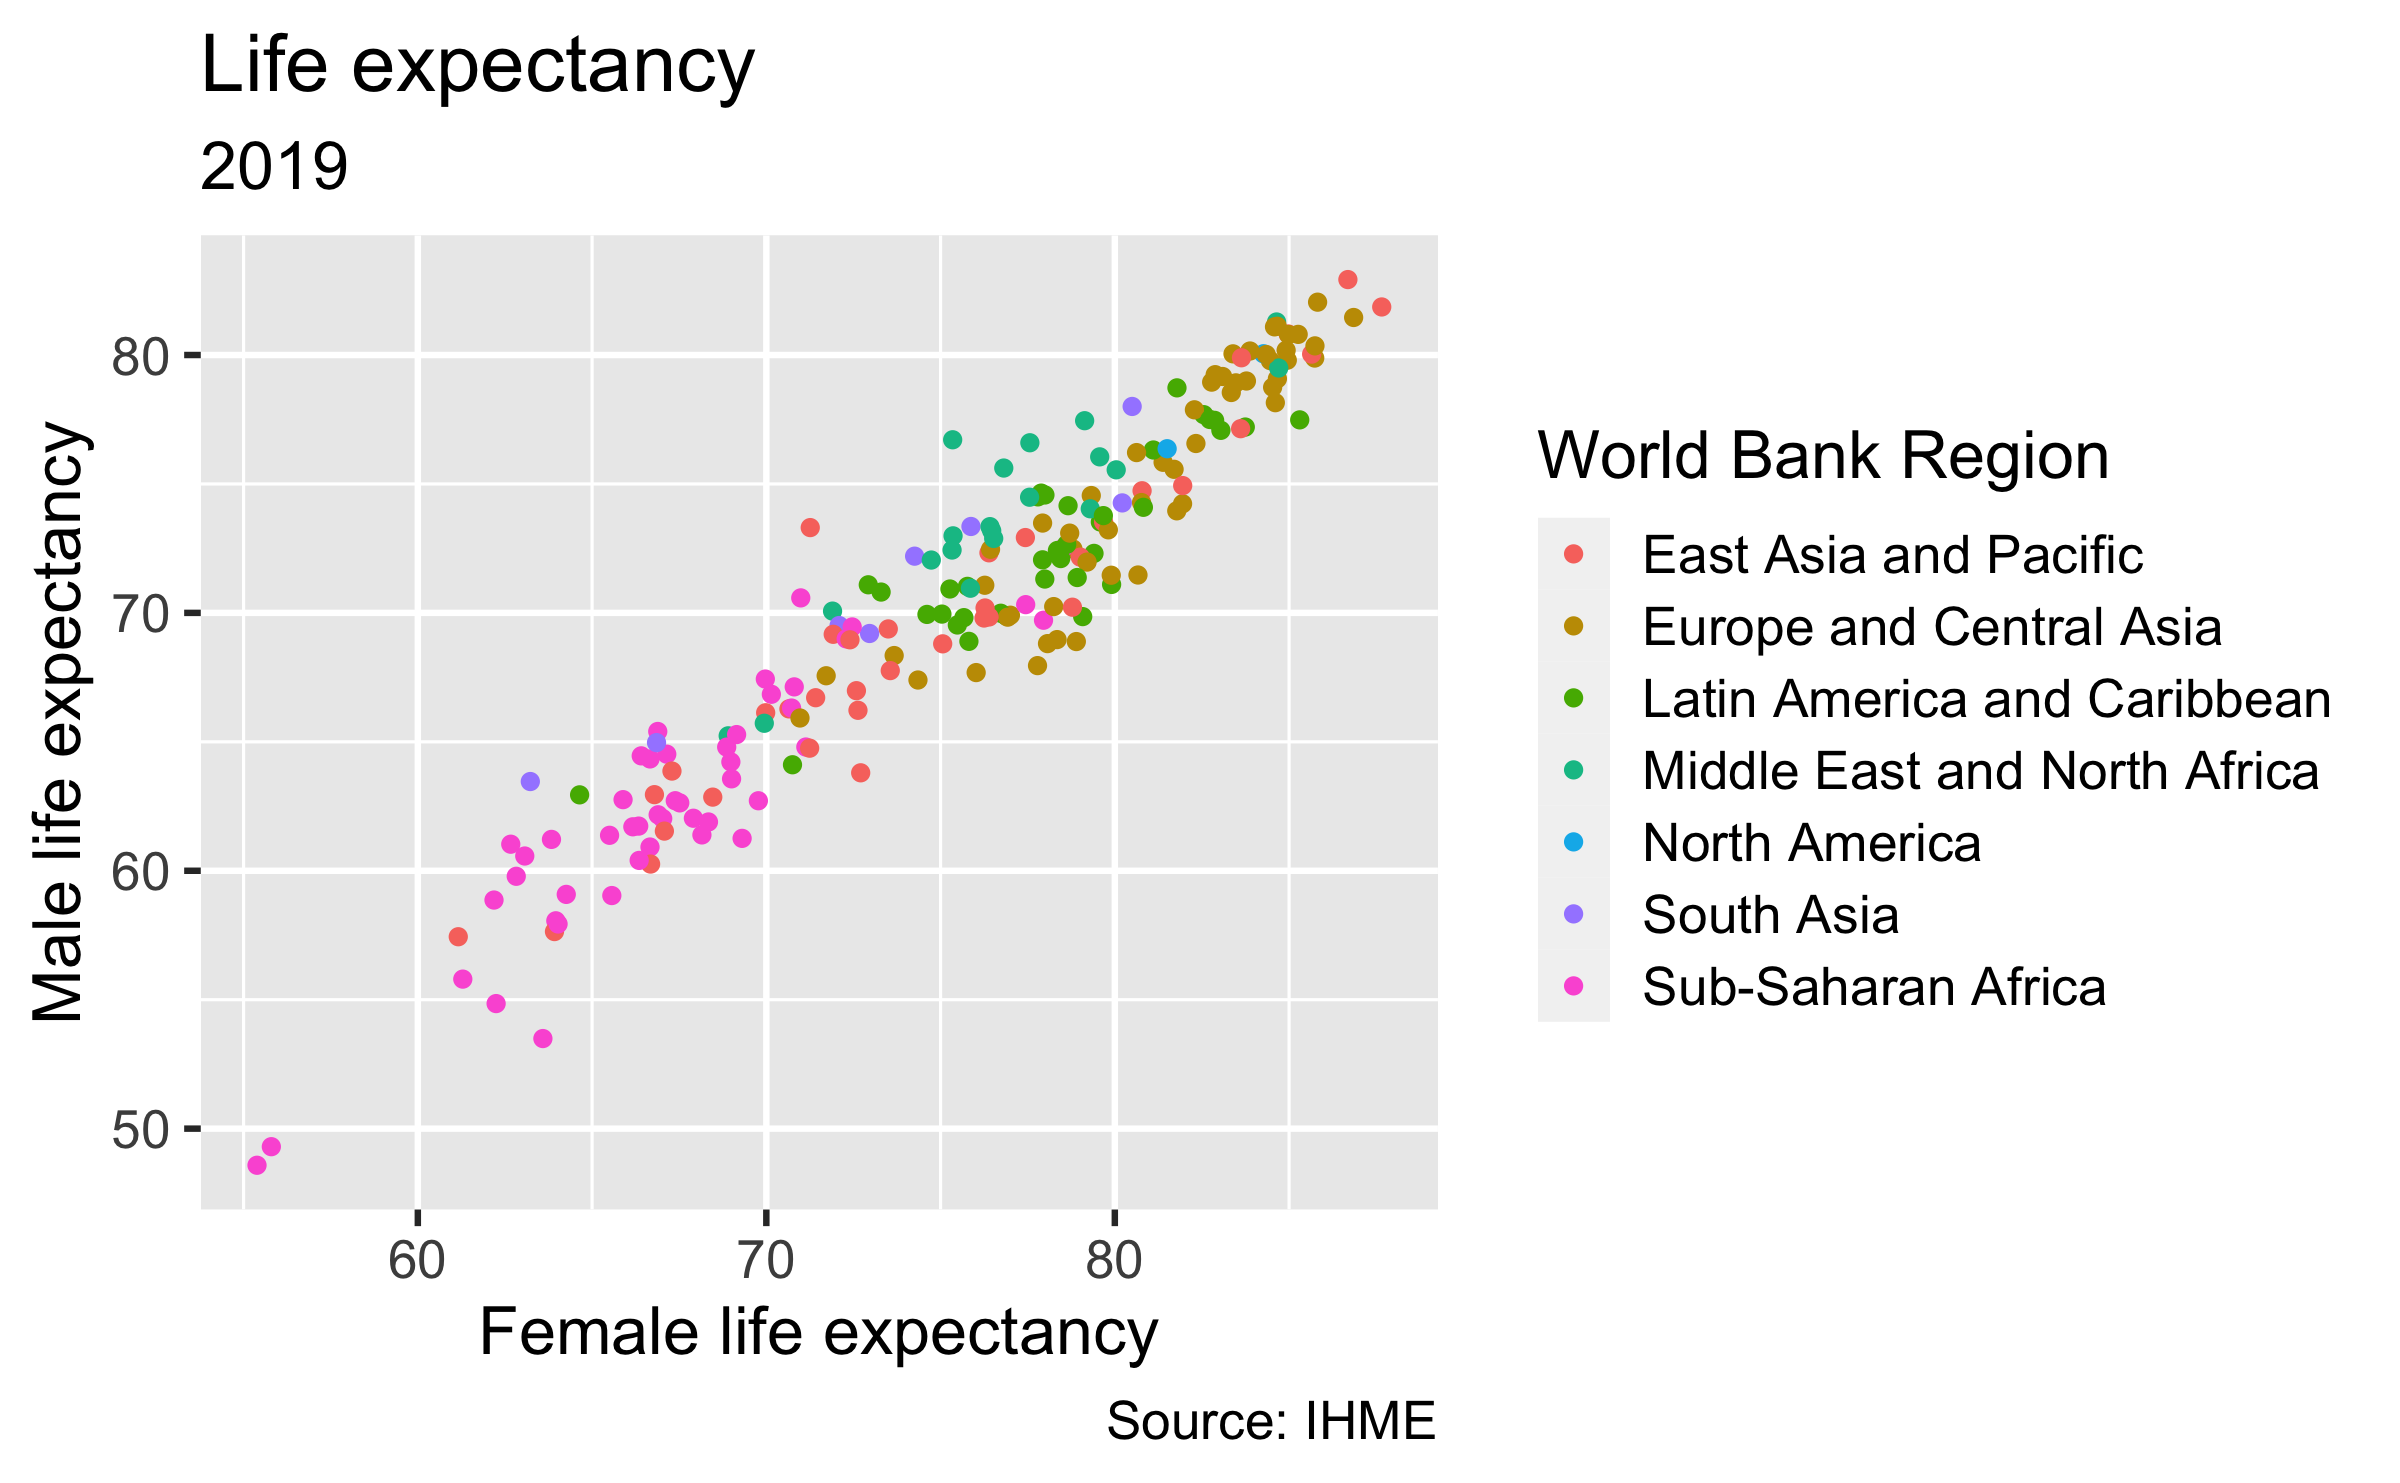 Life expectancy
2019
Male life expectancy
80
70
60
50
60 70 80
Female life expectancy
World Bank Region
East Asia and Pacific
Europe and Central Asia
Latin America and Caribbean
Middle East and North Africa
North America
South Asia
Sub-Saharan Africa
Source: IHME